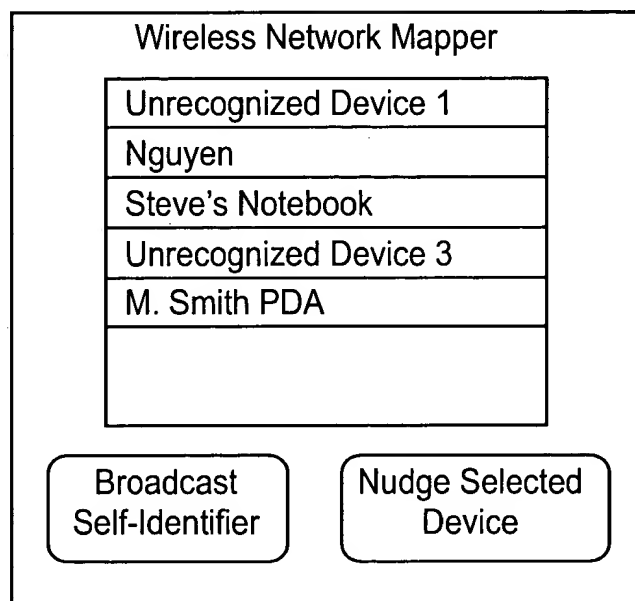 Wireless Network Mapper
Unrecognized Device 1
Nguyen
Steve's Notebook
Unrecognized Device 3
M. Smith PDA
Broadcast
Self-Identifier
Nudge Selected
Device